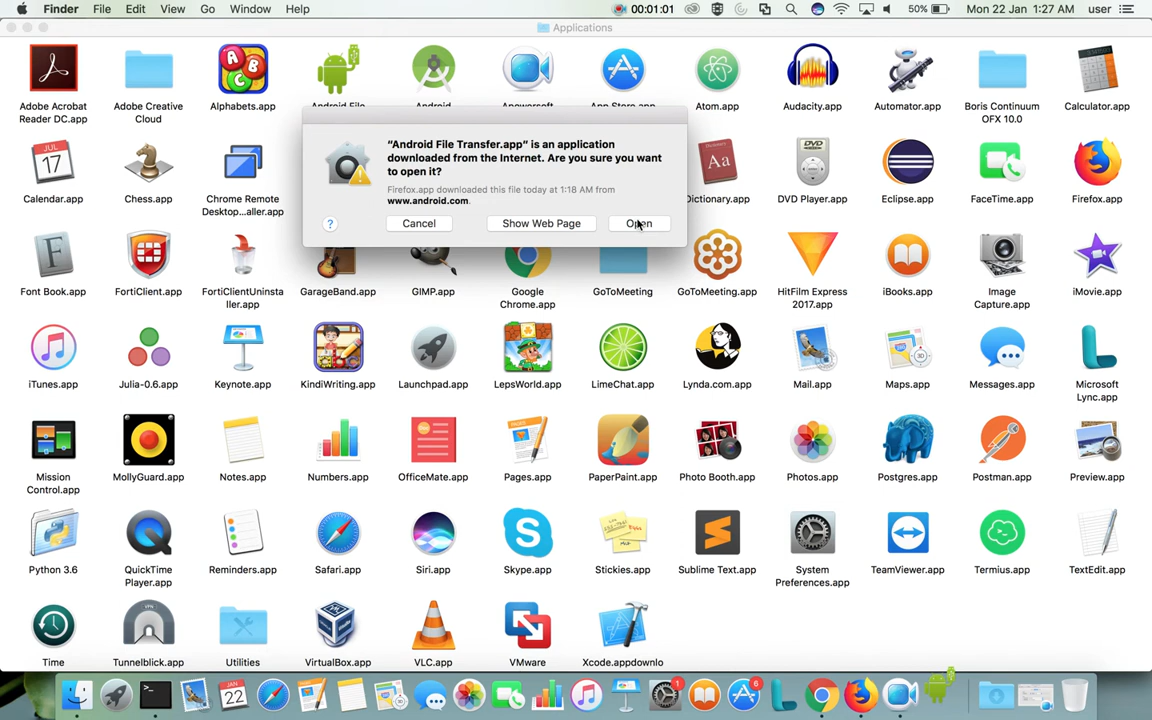 Finder File Edit View Go Window Help 00:01:01 50% Mon 22 Jan 1:27 AM user
Applications
Adobe Acrobat
Reader DC.app
Adobe Creative
Cloud
Alphabets.app
Android File
Android
Apowersoft
App Store.app
Atom.app
Audacity.app
Automator.app
Boris Continuum
OFX 10.0
Calculator.app
"Android File Transfer.app" is an application
downloaded from the Internet. Are you sure you want
to open it?
Firefox.app downloaded this file today at 1:18 AM from
www.android.com.
? Cancel Show Web Page Open
JUL
17
Calendar.app
Chess.app
Chrome Remote
Desktop...aller.app
Aa
Dictionary.app
DVD
DVD Player.app
Eclipse.app
FaceTime.app
Firefox.app
F
Font Book.app
FortiClient.app
FortiClientUninsta
ller.app
GarageBand.app
GIMP.app
Google
Chrome.app
GoToMeeting
GoToMeeting.app
HitFilm Express
2017.app
iBooks.app
Image
Capture.app
iMovie.app
iTunes.app
Julia-0.6.app
Keynote.app
KindiWriting.app
Launchpad.app
LepsWorld.app
LimeChat.app
Lynda.com.app
Mail.app
3D
Maps.app
Messages.app
Microsoft
Lync.app
Mission
Control.app
MollyGuard.app
Notes.app
Numbers.app
OfficeMate.app
Pages.app
PaperPaint.app
Photo Booth.app
Photos.app
Postgres.app
Postman.app
Preview.app
Python 3.6
QuickTime
Player.app
Reminders.app
Safari.app
Siri.app
Skype.app
Stickies.app
Sublime Text.app
System
Preferences.app
TeamViewer.app
Termius.app
TextEdit.app
Time
VPN
Tunnelblick.app
Utilities
VirtualBox.app
VLC.app
VMware
Xcode.appdownlo
22
1
6